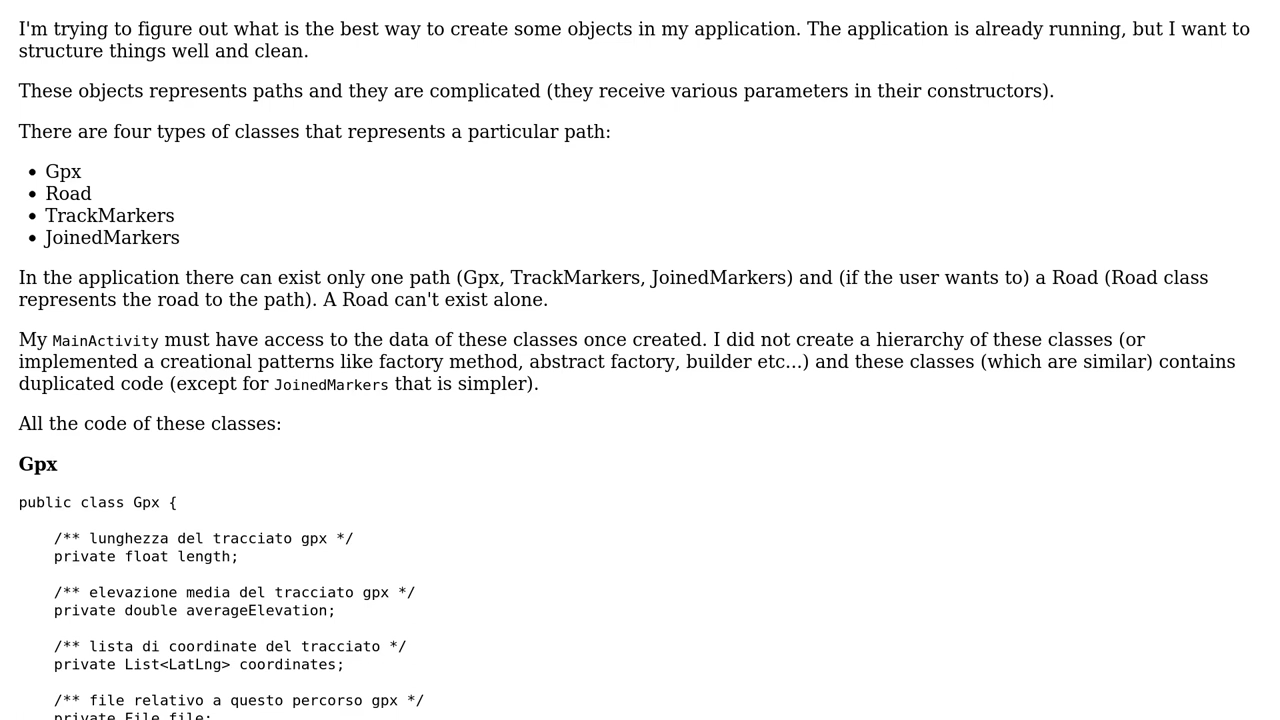 I'm trying to figure out what is the best way to create some objects in my application. The application is already running, but I want to
structure things well and clean.
These objects represents paths and they are complicated (they receive various parameters in their constructors).
There are four types of classes that represents a particular path:
• Gpx
• Road
• TrackMarkers
• JoinedMarkers
In the application there can exist only one path (Gpx, TrackMarkers, JoinedMarkers) and (if the user wants to) a Road (Road class
represents the road to the path). A Road can't exist alone.
My MainActivity must have access to the data of these classes once created. I did not create a hierarchy of these classes (or
implemented a creational patterns like factory method, abstract factory, builder etc...) and these classes (which are similar) contains
duplicated code (except for JoinedMarkers that is simpler).
All the code of these classes:
Gpx
public class Gpx {
/** lunghezza del tracciato gpx */
private float length;
/** elevazione media del tracciato gpx */
private double averageElevation;
/** lista di coordinate del tracciato */
private List<LatLng> coordinates;
/** file relativo a questo percorso gpx */
private File file;